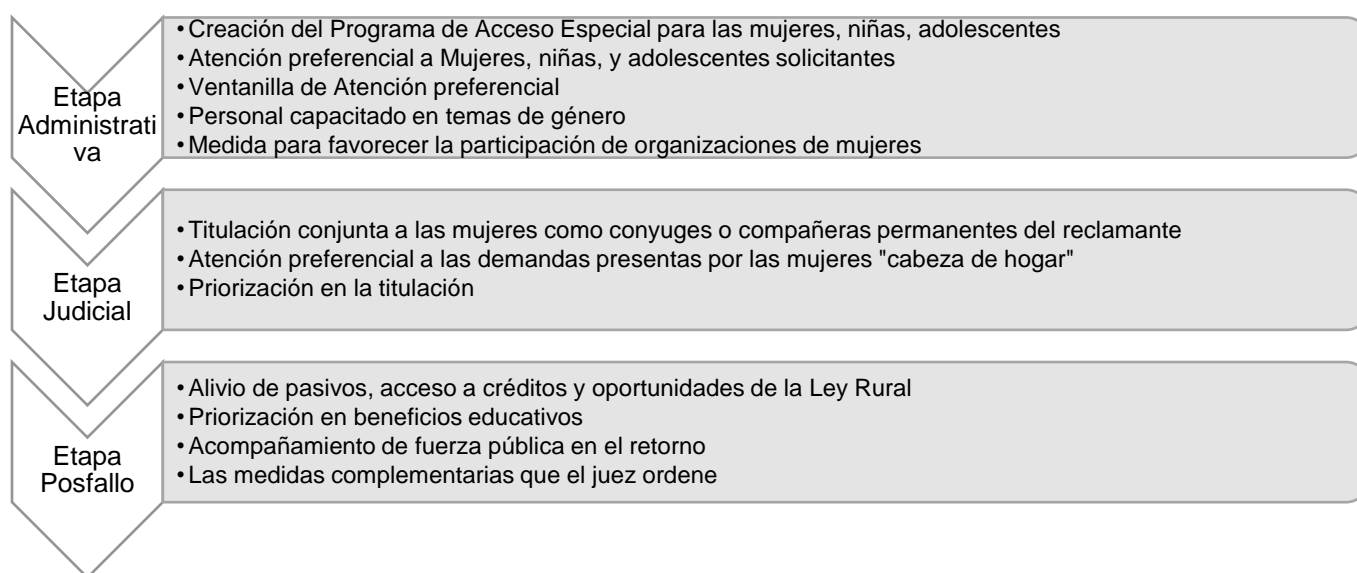 Etapa
Administrati
va
•Creación del Programa de Acceso Especial para las mujeres, niñas, adolescentes
•Atención preferencial a Mujeres, niñas, y adolescentes solicitantes
•Ventanilla de Atención preferencial
•Personal capacitado en temas de género
•Medida para favorecer la participación de organizaciones de mujeres
Etapa
Judicial
•Titulación conjunta a las mujeres como conyuges o compañeras permanentes del reclamante
•Atención preferencial a las demandas presentas por las mujeres "cabeza de hogar"
•Priorización en la titulación
Etapa
Posfallo
•Alivio de pasivos, acceso a créditos y oportunidades de la Ley Rural
•Priorización en beneficios educativos
•Acompañamiento de fuerza pública en el retorno
•Las medidas complementarias que el juez ordene